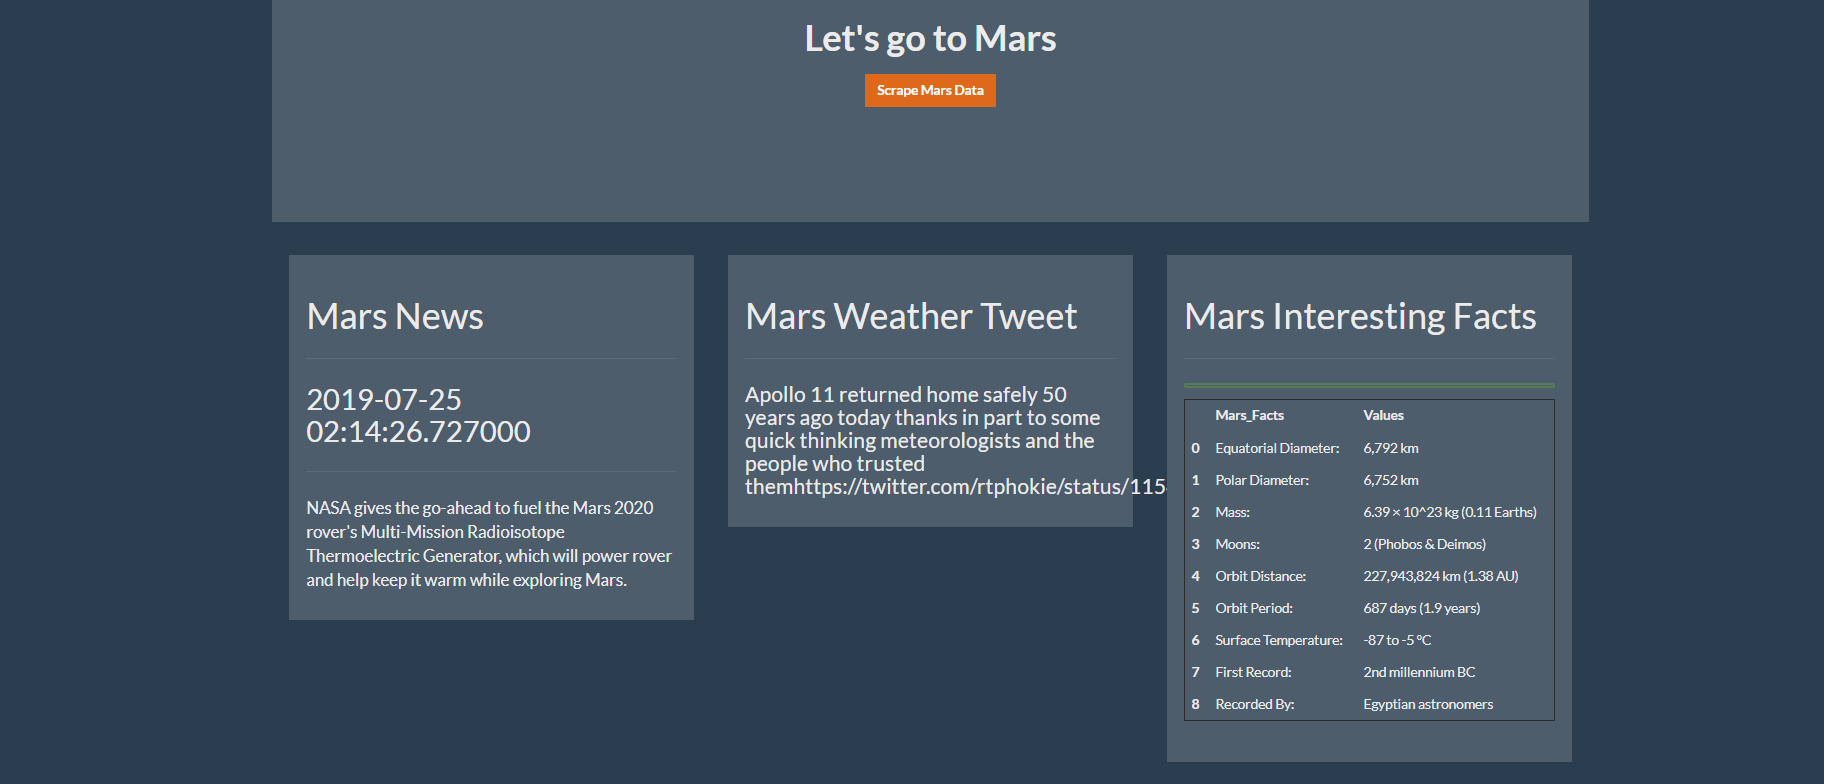 Let's go to Mars
Scrape Mars Data
Mars News
2019-07-25
02:14:26.727000
NASA gives the go-ahead to fuel the Mars 2020
rover's Multi-Mission Radioisotope
Thermoelectric Generator, which will power rover
and help keep it warm while exploring Mars.
Mars Weather Tweet
Apollo 11 returned home safely 50
years ago today thanks in part to some
quick thinking meteorologists and the
people who trusted
themhttps://twitter.com/rtphokie/status/115
Mars Interesting Facts
Mars_Facts Values
0 Equatorial Diameter: 6,792 km
1 Polar Diameter: 6,752 km
2 Mass: 6.39 × 10^23 kg (0.11 Earths)
3 Moons: 2 (Phobos & Deimos)
4 Orbit Distance: 227,943,824 km (1.38 AU)
5 Orbit Period: 687 days (1.9 years)
6 Surface Temperature: -87 to -5 °C
7 First Record: 2nd millennium BC
8 Recorded By: Egyptian astronomers